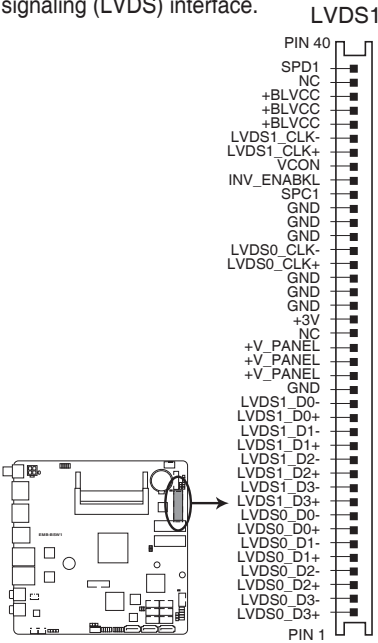 signaling (LVDS) interface.
LVDS1
PIN 40
SPD1
NC
+BLVCC
+BLVCC
+BLVCC
LVDS1_CLK-
LVDS1_CLK+
VCON
INV_ENABKL
SPC1
GND
GND
GND
LVDS0_CLK-
LVDS0_CLK+
GND
GND
GND
+3V
NC
+V_PANEL
+V_PANEL
+V_PANEL
GND
LVDS1_D0-
LVDS1_D0+
LVDS1_D1-
LVDS1_D1+
LVDS1_D2-
LVDS1_D2+
LVDS1_D3-
LVDS1_D3+
LVDS0_D0-
LVDS0_D0+
LVDS0_D1-
LVDS0_D1+
LVDS0_D2-
LVDS0_D2+
LVDS0_D3-
LVDS0_D3+
PIN 1
EMB-BSW1